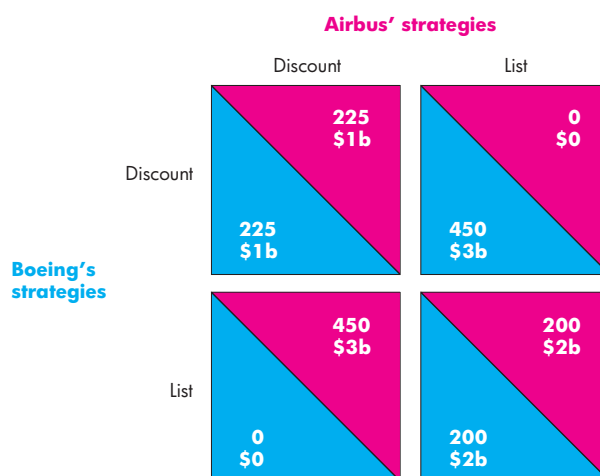 Airbus’ strategies
Discount
List
Discount
225
$1b
225
$1b
0
$0
450
$3b
Boeing’s
strategies
List
450
$3b
0
$0
200
$2b
200
$2b